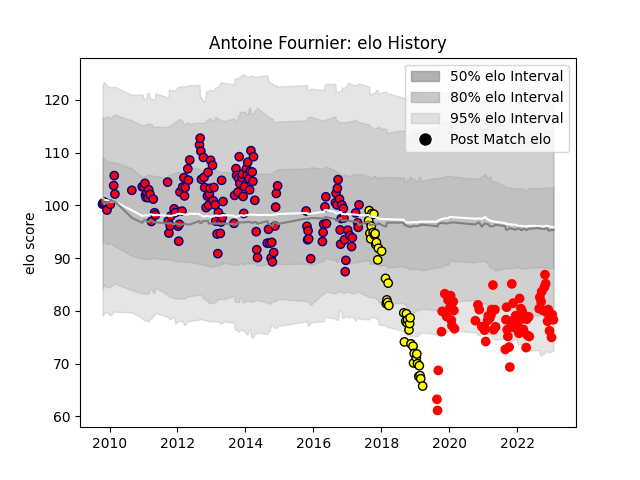 Antoine Fournier: elo History
50% elo Interval
80% elo Interval
95% elo Interval
Post Match elo
elo score
120
110
100
90
80
70
60
2010 2012 2014 2016 2018 2020 2022